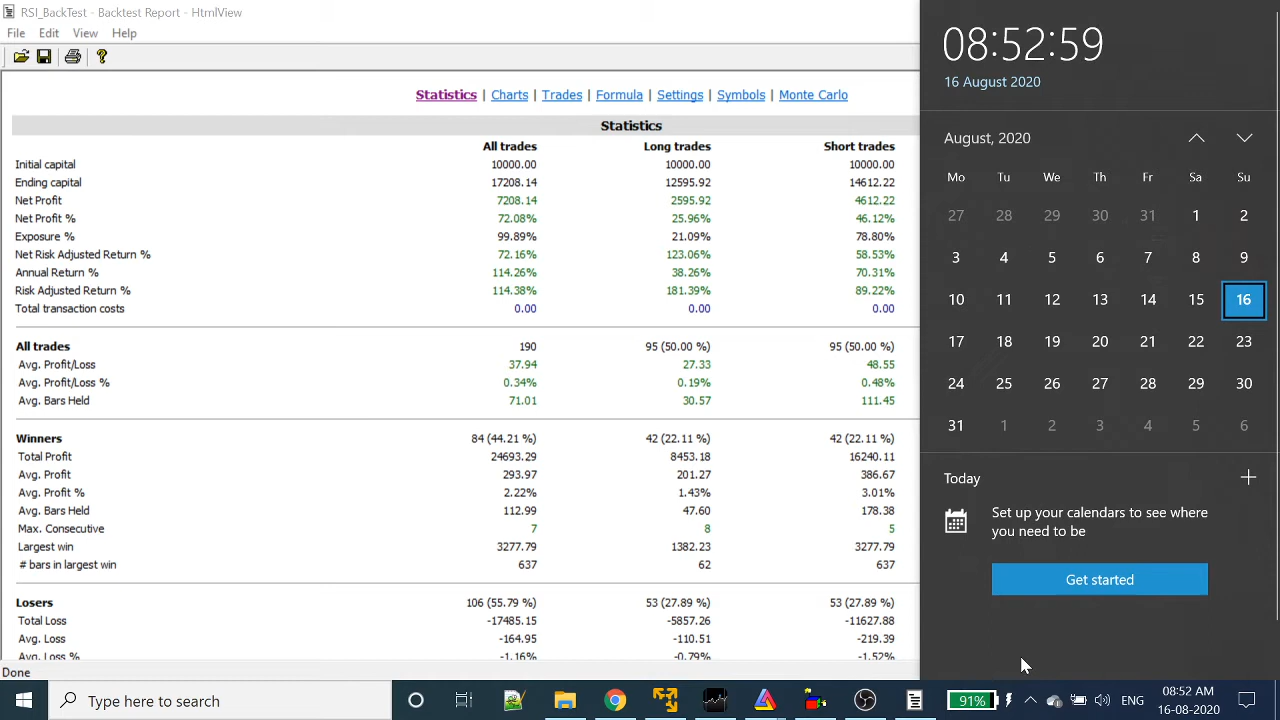 RSI_BackTest - Backtest Report - HtmlView
File Edit View Help
Statistics | Charts | Trades | Formula | Settings | Symbols | Monte Carlo
Statistics
All trades Long trades Short trades
Initial capital 10000.00 10000.00 10000.00
Ending capital 17208.14 12595.92 14612.22
Net Profit 7208.14 2595.92 4612.22
Net Profit % 72.08% 25.96% 46.12%
Exposure % 99.89% 21.09% 78.80%
Net Risk Adjusted Return % 72.16% 123.06% 58.53%
Annual Return % 114.26% 38.26% 70.31%
Risk Adjusted Return % 114.38% 181.39% 89.22%
Total transaction costs 0.00 0.00 0.00
All trades 190 95 (50.00 %) 95 (50.00 %)
Avg. Profit/Loss 37.94 27.33 48.55
Avg. Profit/Loss % 0.34% 0.19% 0.48%
Avg. Bars Held 71.01 30.57 111.45
Winners 84 (44.21 %) 42 (22.11 %) 42 (22.11 %)
Total Profit 24693.29 8453.18 16240.11
Avg. Profit 293.97 201.27 386.67
Avg. Profit % 2.22% 1.43% 3.01%
Avg. Bars Held 112.99 47.60 178.38
Max. Consecutive 7 8 5
Largest win 3277.79 1382.23 3277.79
# bars in largest win 637 62 637
Losers 106 (55.79 %) 53 (27.89 %) 53 (27.89 %)
Total Loss -17485.15 -5857.26 -11627.88
Avg. Loss -164.95 -110.51 -219.39
Avg. Loss % -1.16% -0.79% -1.52%
Done
08:52:59
16 August 2020
August, 2020
Mo Tu We Th Fr Sa Su
27 28 29 30 31 1 2
3 4 5 6 7 8 9
10 11 12 13 14 15 16
17 18 19 20 21 22 23
24 25 26 27 28 29 30
31 1 2 3 4 5 6
Today
Set up your calendars to see where
you need to be
Get started
Type here to search
91%
ENG
08:52 AM
16-08-2020